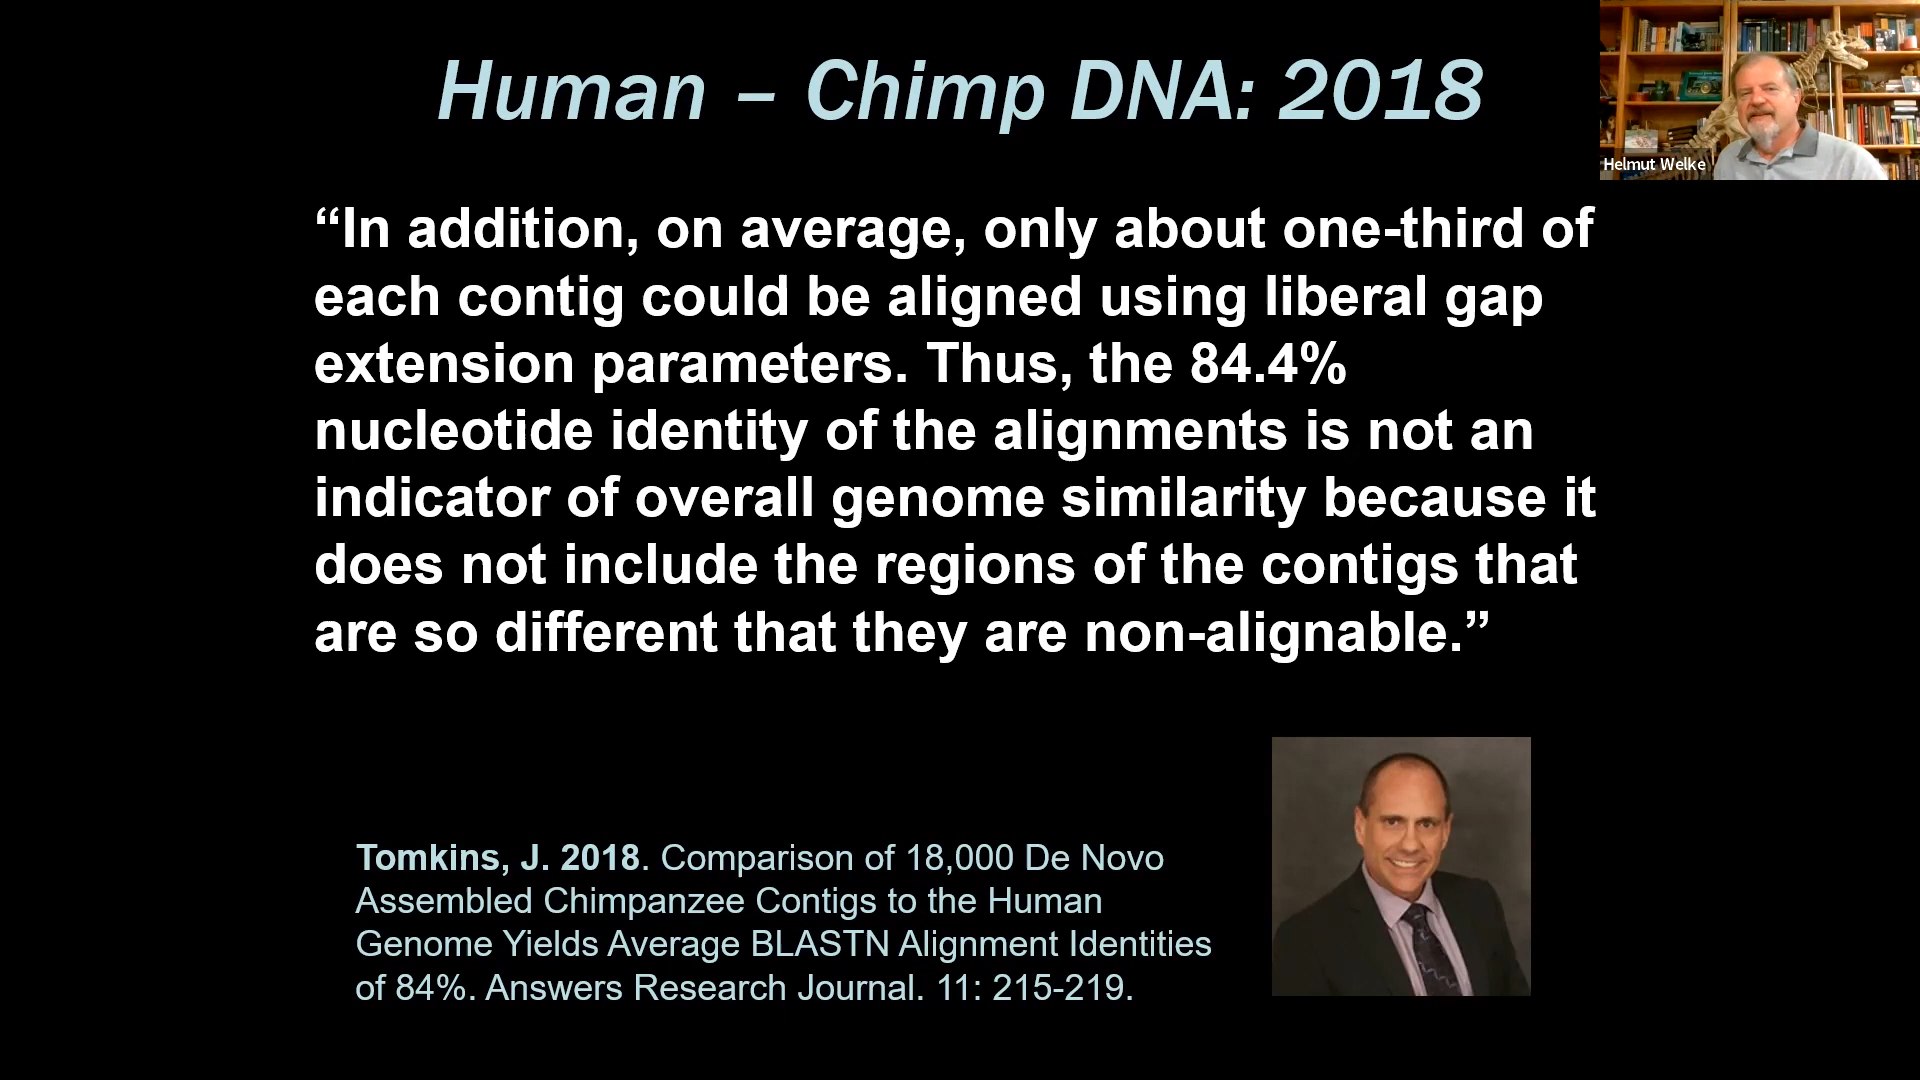 Human – Chimp DNA: 2018
Helmut Welke
“In addition, on average, only about one-third of
each contig could be aligned using liberal gap
extension parameters. Thus, the 84.4%
nucleotide identity of the alignments is not an
indicator of overall genome similarity because it
does not include the regions of the contigs that
are so different that they are non-alignable.”
Tomkins, J. 2018. Comparison of 18,000 De Novo
Assembled Chimpanzee Contigs to the Human
Genome Yields Average BLASTN Alignment Identities
of 84%. Answers Research Journal. 11: 215-219.